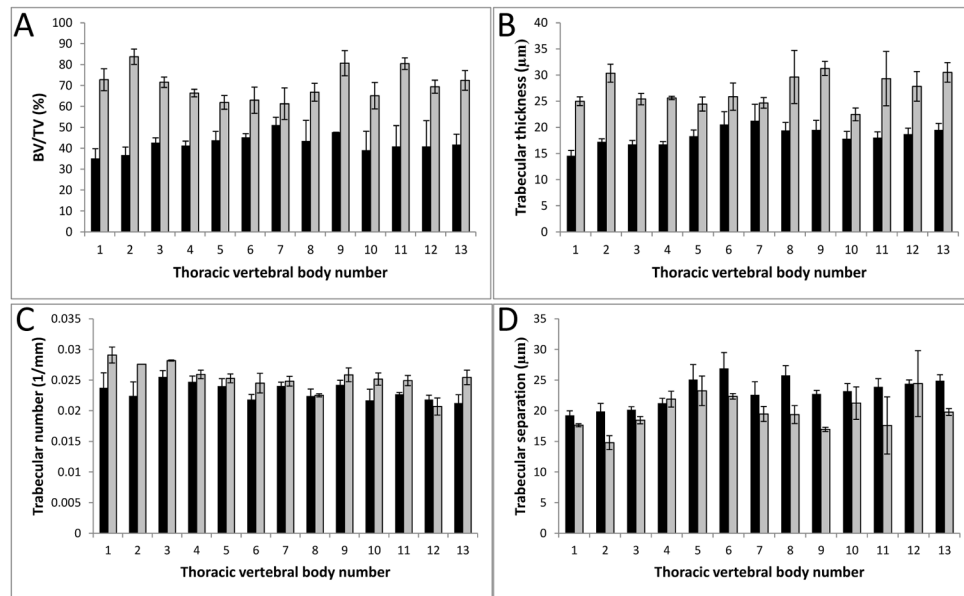 A
BV/TV (%)
100
90
80
70
60
50
40
30
20
10
0
1 2 3 4 5 6 7 8 9 10 11 12 13
Thoracic vertebral body number
B
Trabecular thickness (μm)
40
35
30
25
20
15
10
5
0
1 2 3 4 5 6 7 8 9 10 11 12 13
Thoracic vertebral body number
C
Trabecular number (1/mm)
0.035
0.03
0.025
0.02
0.015
0.01
0.005
0
1 2 3 4 5 6 7 8 9 10 11 12 13
Thoracic vertebral body number
D
Trabecular separation (μm)
35
30
25
20
15
10
5
0
1 2 3 4 5 6 7 8 9 10 11 12 13
Thoracic vertebral body number